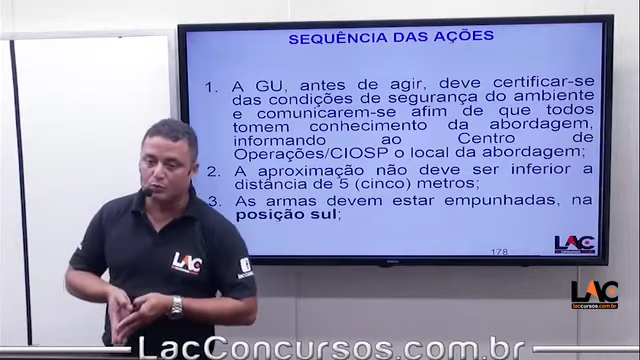 SEQUÊNCIA DAS AÇÕES
1. A GU, antes de agir, deve certificar-se
das condições de segurança do ambiente
e comunicarem-se afim de que todos
tomem conhecimento da abordagem,
informando ao Centro de
Operações/CIOSP o local da abordagem;
2. A aproximação não deve ser inferior a
distância de 5 (cinco) metros;
3. As armas devem estar empunhadas, na
posição sul;
178
LAC
LAC
f
LAC
laccursos.com.br
LacConcursos.com.br